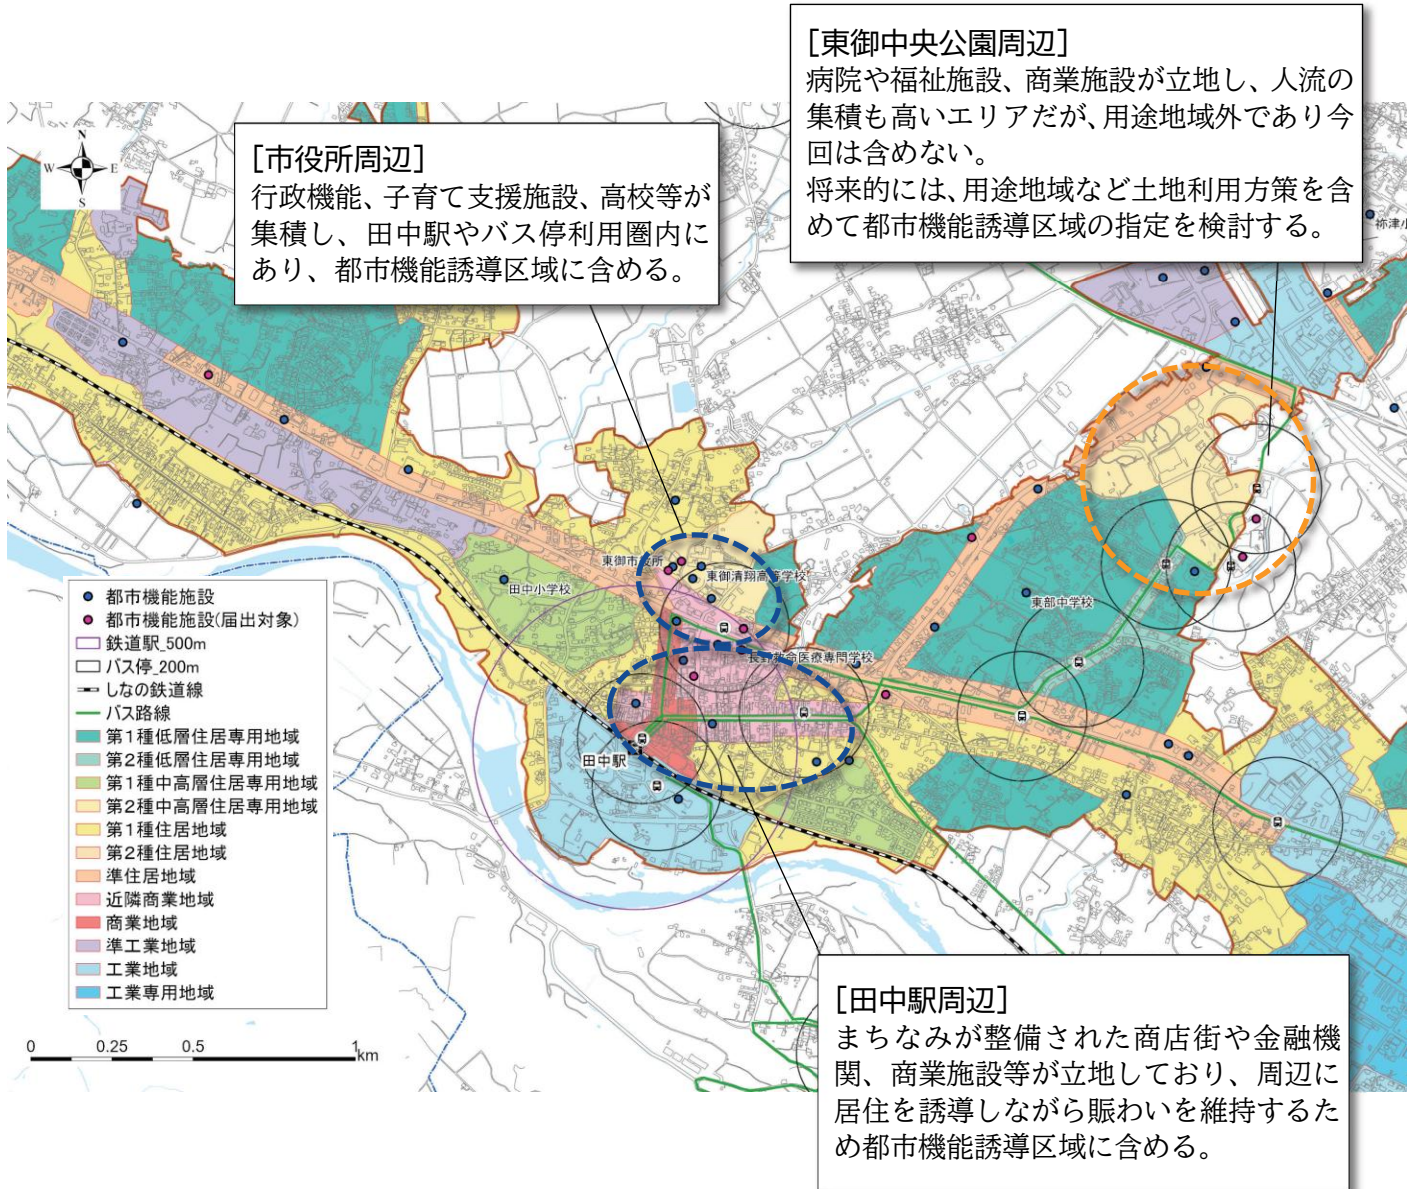 [東御中央公園周辺]
病院や福祉施設、商業施設が立地し、人流の
集積も高いエリアだが、用途地域外であり今
回は含めない。
将来的には、用途地域など土地利用方策を含
めて都市機能誘導区域の指定を検討する。
[市役所周辺]
行政機能、子育て支援施設、高校等が
集積し、田中駅やバス停利用圏内に
あり、都市機能誘導区域に含める。
N
W
E
S
祢津小
東御市役所
東御清翔高等学校
田中小学校
東部中学校
長野救命医療専門学校
田中駅
都市機能施設
都市機能施設(届出対象)
鉄道駅_500m
バス停_200m
しなの鉄道線
バス路線
第1種低層住居専用地域
第2種低層住居専用地域
第1種中高層住居専用地域
第2種中高層住居専用地域
第1種住居地域
第2種住居地域
準住居地域
近隣商業地域
商業地域
準工業地域
工業地域
工業専用地域
0 0.25 0.5 1 km
[田中駅周辺]
まちなみが整備された商店街や金融機
関、商業施設等が立地しており、周辺に
居住を誘導しながら賑わいを維持するた
め都市機能誘導区域に含める。